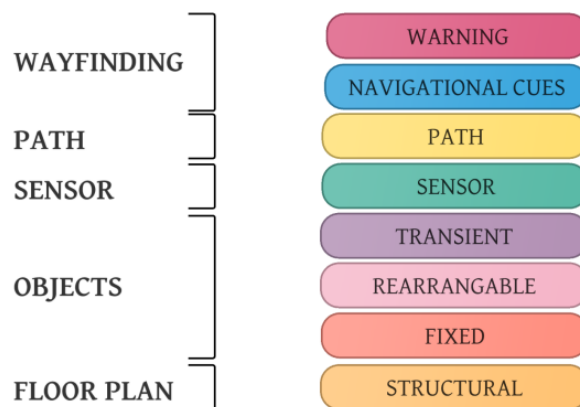 WAYFINDING
WARNING
NAVIGATIONAL CUES
PATH
PATH
SENSOR
SENSOR
OBJECTS
TRANSIENT
REARRANGABLE
FIXED
FLOOR PLAN
STRUCTURAL